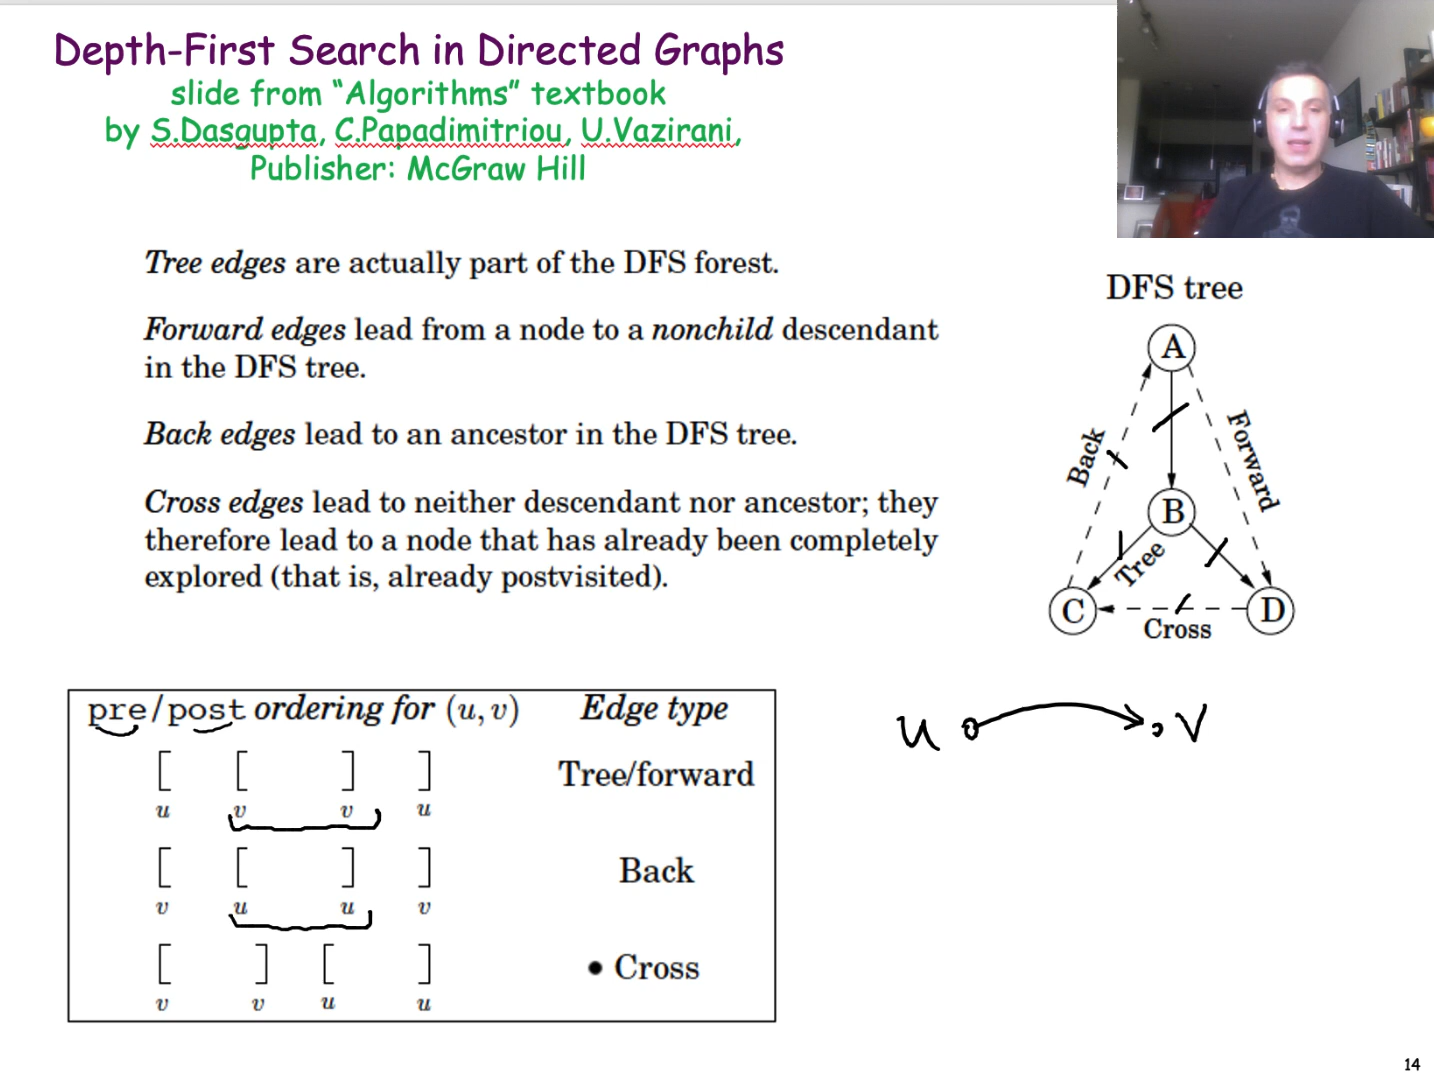 Depth-First Search in Directed Graphs
slide from “Algorithms” textbook
by S.Dasgupta, C.Papadimitriou, U.Vazirani,
Publisher: McGraw Hill
Tree edges are actually part of the DFS forest.
Forward edges lead from a node to a nonchild descendant
in the DFS tree.
Back edges lead to an ancestor in the DFS tree.
Cross edges lead to neither descendant nor ancestor; they
therefore lead to a node that has already been completely
explored (that is, already postvisited).
DFS tree
A
Back
Forward
B
Tree
C
D
Cross
pre/post ordering for (u, v) Edge type
[ [ ] ] Tree/forward
u v v u
[ [ ] ] Back
v u u v
[ ] [ ] • Cross
v v u u
u v
14